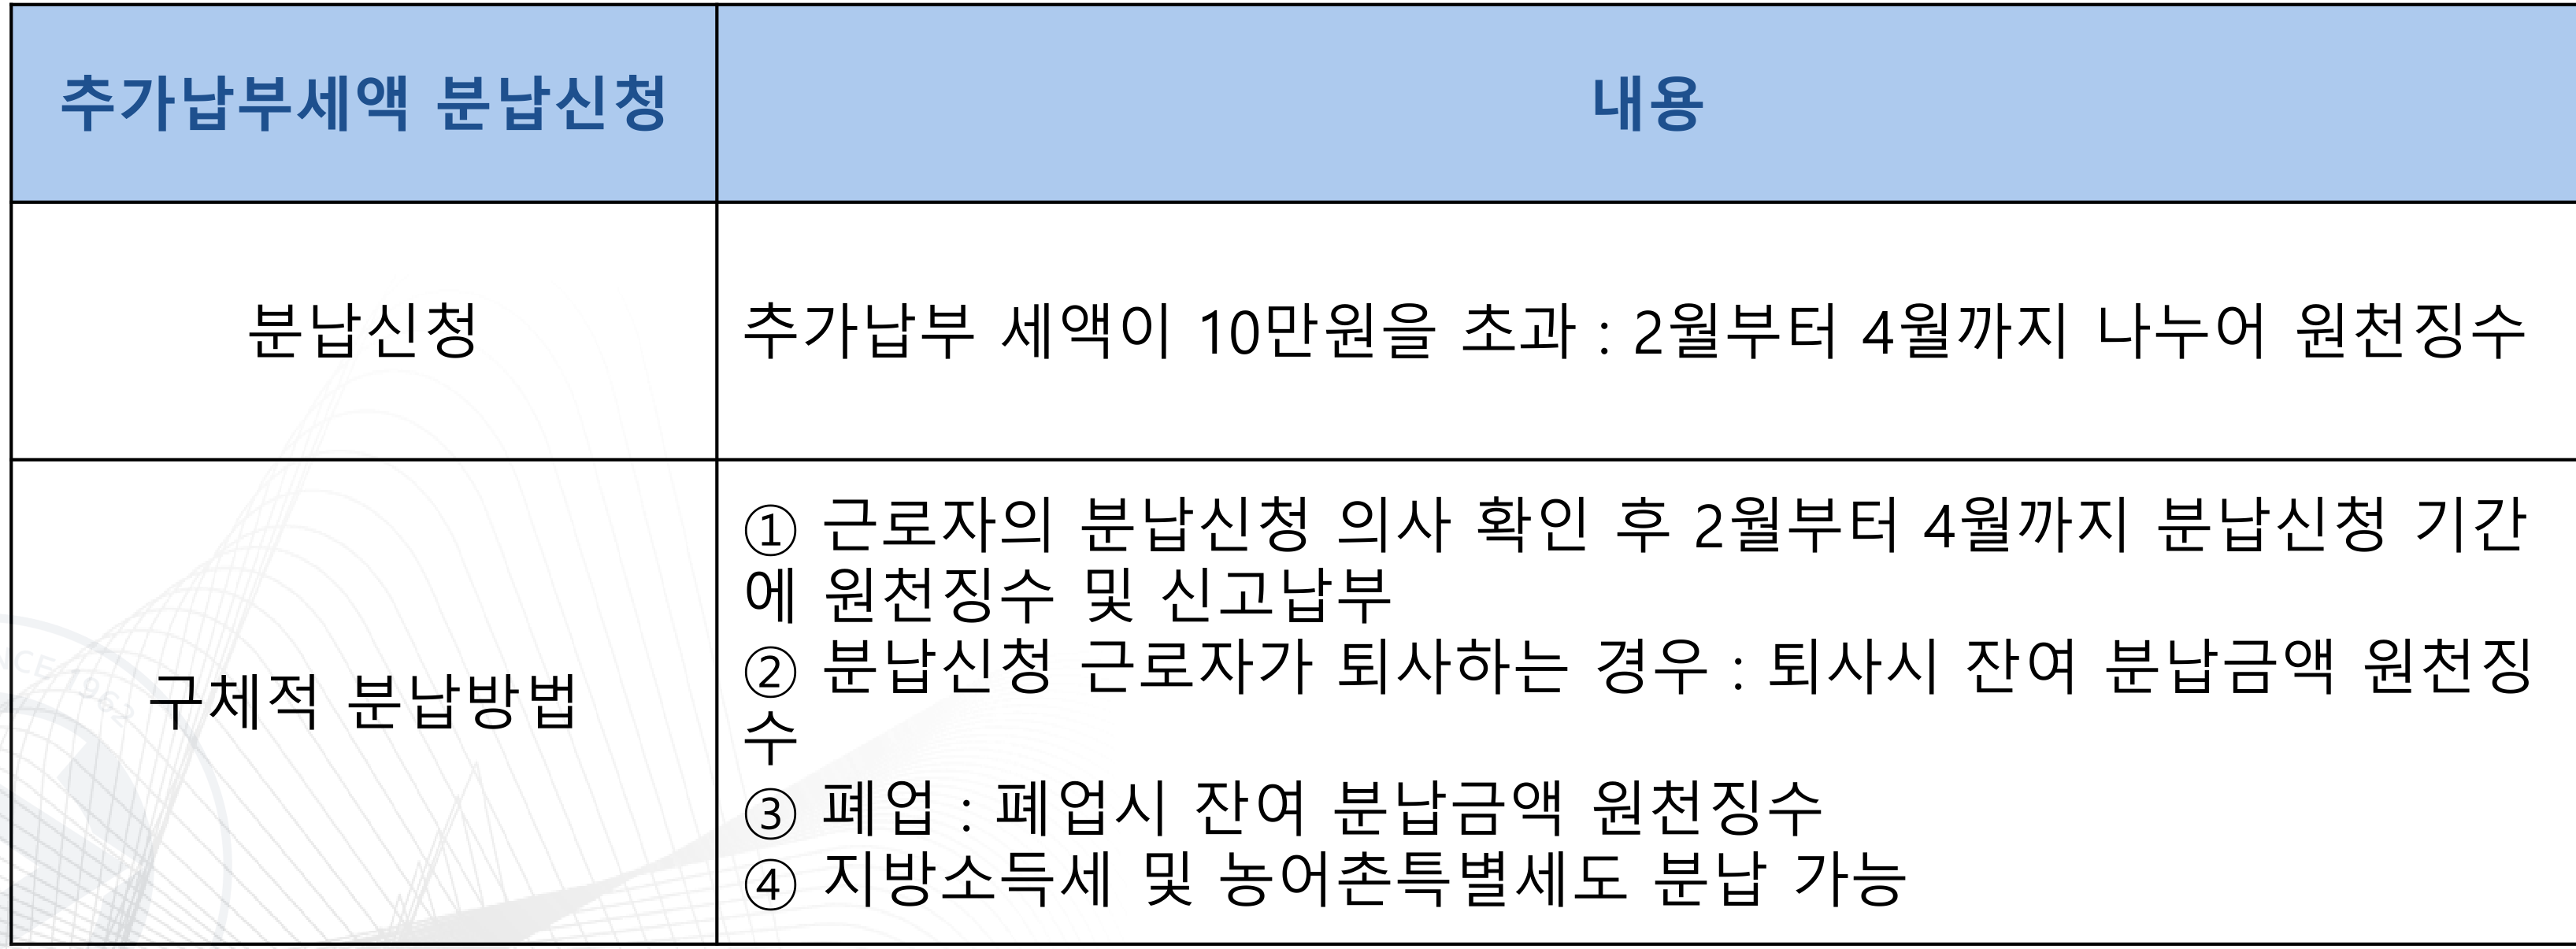 추가납부세액 분납신청
내용
분납신청
추가납부 세액이 10만원을 초과 : 2월부터 4월까지 나누어 원천징수
구체적 분납방법
① 근로자의 분납신청 의사 확인 후 2월부터 4월까지 분납신청 기간
에 원천징수 및 신고납부
② 분납신청 근로자가 퇴사하는 경우 : 퇴사시 잔여 분납금액 원천징
수
③ 폐업 : 폐업시 잔여 분납금액 원천징수
④ 지방소득세 및 농어촌특별세도 분납 가능